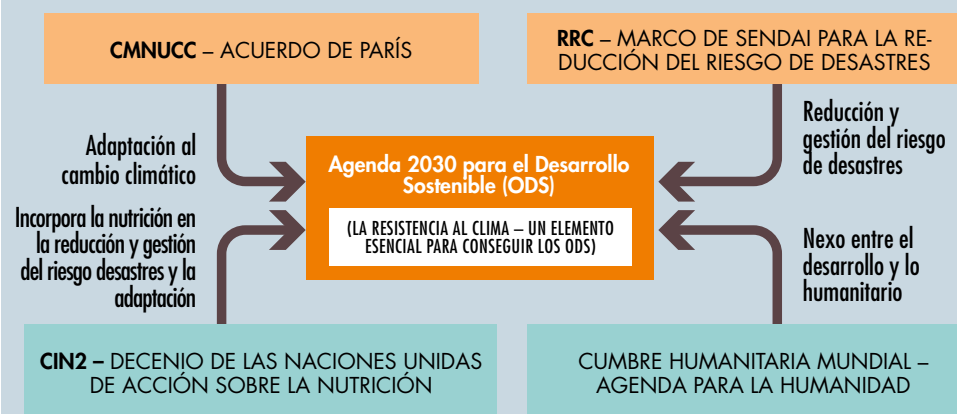 CMNUCC – ACUERDO DE PARÍS
RRC – MARCO DE SENDAI PARA LA RE-
DUCCIÓN DEL RIESGO DE DESASTRES
Adaptación al
cambio climático
Reducción y
gestión del riesgo
de desastres
Agenda 2030 para el Desarrollo
Sostenible (ODS)
(LA RESISTENCIA AL CLIMA – UN ELEMENTO
ESENCIAL PARA CONSEGUIR LOS ODS)
Incorpora la nutrición en
la reducción y gestión
del riesgo desastres y la
adaptación
Nexo entre el
desarrollo y lo
humanitario
CIN2 – DECENIO DE LAS NACIONES UNIDAS
DE ACCIÓN SOBRE LA NUTRICIÓN
CUMBRE HUMANITARIA MUNDIAL –
AGENDA PARA LA HUMANIDAD